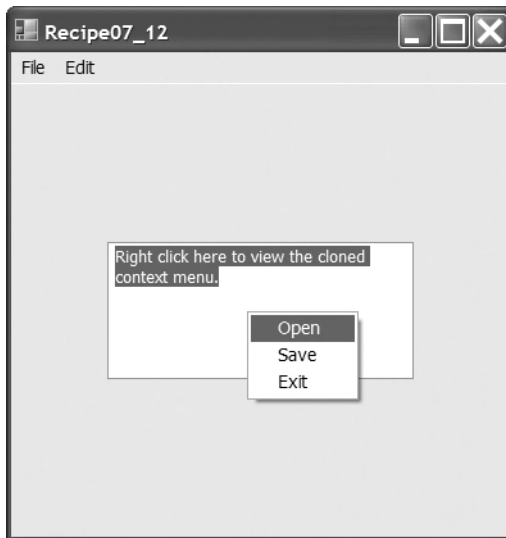 Recipe07_12
File Edit
Right click here to view the cloned
context menu.
Open
Save
Exit